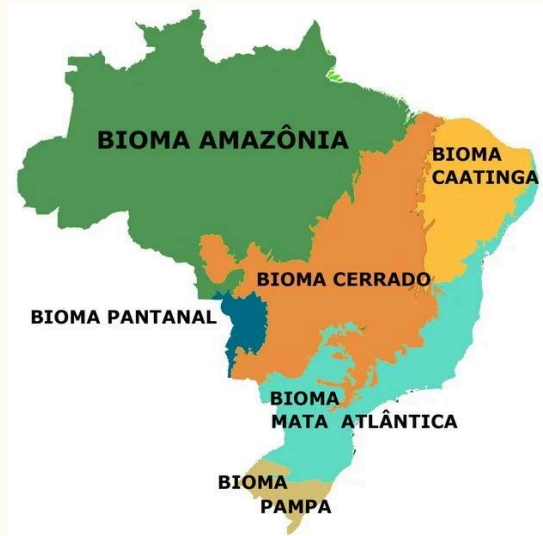 BIOMA AMAZÔNIA
BIOMA
CAATINGA
BIOMA CERRADO
BIOMA PANTANAL
BIOMA
MATA ATLÂNTICA
BIOMA
PAMPA